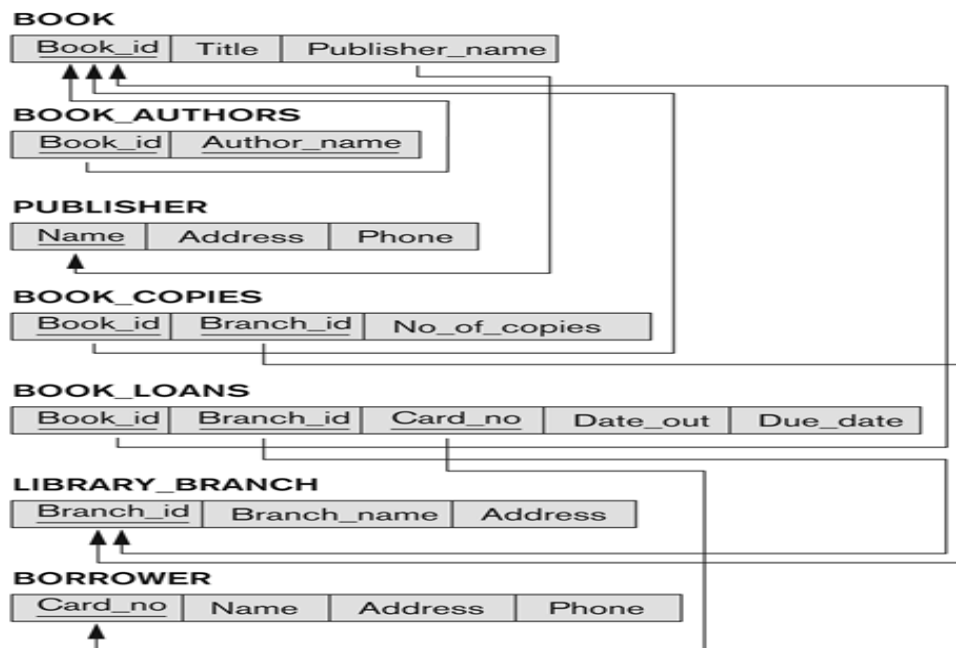 BOOK
Book_id Title Publisher_name
BOOK_AUTHORS
Book_id Author_name
PUBLISHER
Name Address Phone
BOOK_COPIES
Book_id Branch_id No_of_copies
BOOK_LOANS
Book_id Branch_id Card_no Date_out Due_date
LIBRARY_BRANCH
Branch_id Branch_name Address
BORROWER
Card_no Name Address Phone